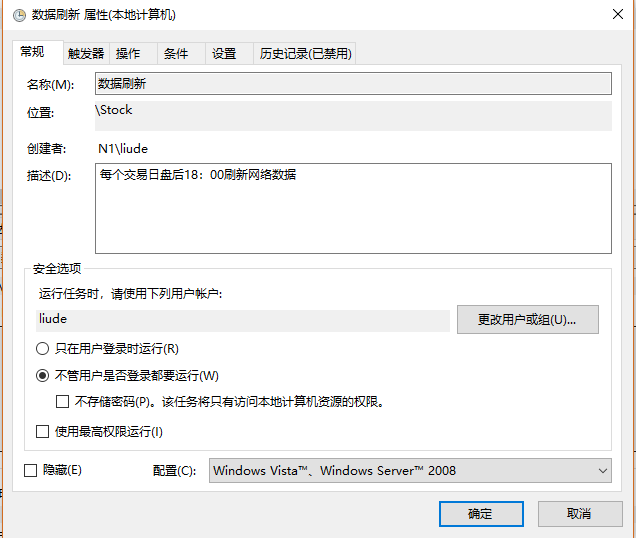 数据刷新 属性(本地计算机)
常规 触发器 操作 条件 设置 历史记录(已禁用)
名称(M): 数据刷新
位置: \Stock
创建者: N1\liude
描述(D): 每个交易日盘后18：00刷新网络数据
安全选项
运行任务时，请使用下列用户帐户:
liude 更改用户或组(U)...
只在用户登录时运行(R)
不管用户是否登录都要运行(W)
不存储密码(P)。该任务将只有访问本地计算机资源的权限。
使用最高权限运行(I)
隐藏(E) 配置(C): Windows Vista™、Windows Server™ 2008
确定 取消